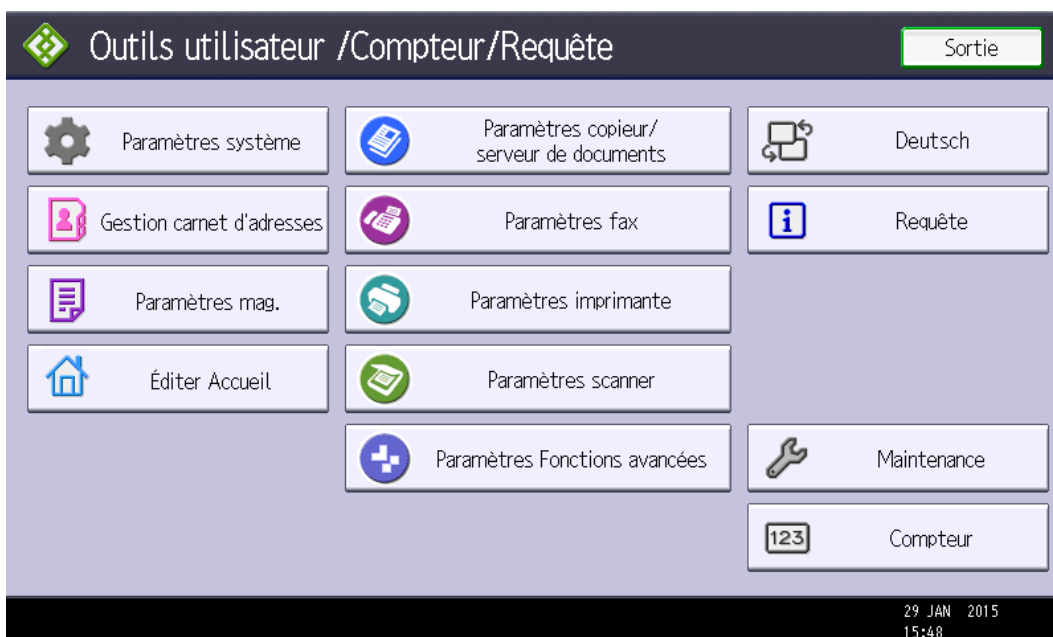 Outils utilisateur /Compteur/Requête
Sortie
Paramètres système
Paramètres copieur/
serveur de documents
Deutsch
Gestion carnet d'adresses
Paramètres fax
Requête
Paramètres mag.
Paramètres imprimante
Éditer Accueil
Paramètres scanner
Paramètres Fonctions avancées
Maintenance
123
Compteur
29 JAN 2015
15:48